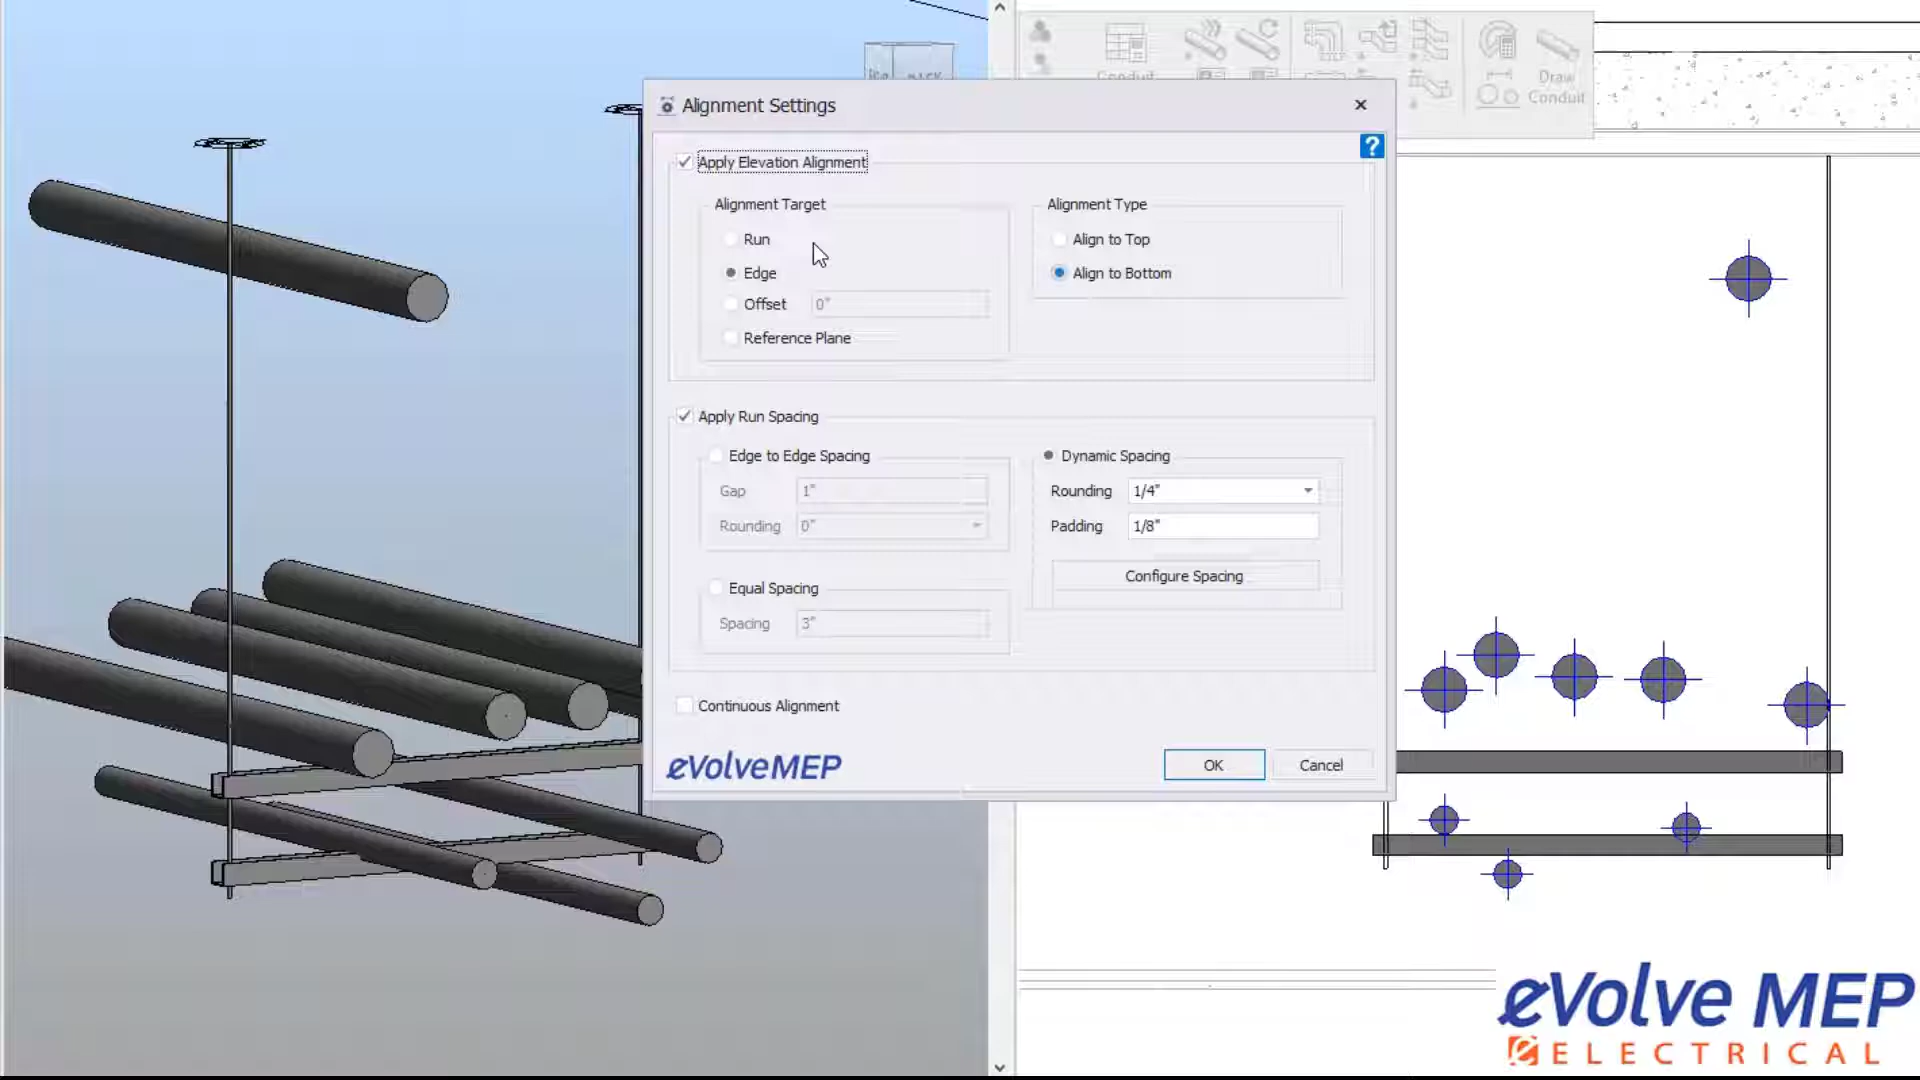 BACK
Conduit
Draw
Conduit
Alignment Settings
?
Apply Elevation Alignment
Alignment Target
Run
Edge
Offset 0"
Reference Plane
Alignment Type
Align to Top
Align to Bottom
Apply Run Spacing
Edge to Edge Spacing
Gap 1"
Rounding 0"
Equal Spacing
Spacing 3"
Dynamic Spacing
Rounding 1/4"
Padding 1/8"
Configure Spacing
Continuous Alignment
eVolveMEP
OK
Cancel
eVolve MEP
ELECTRICAL